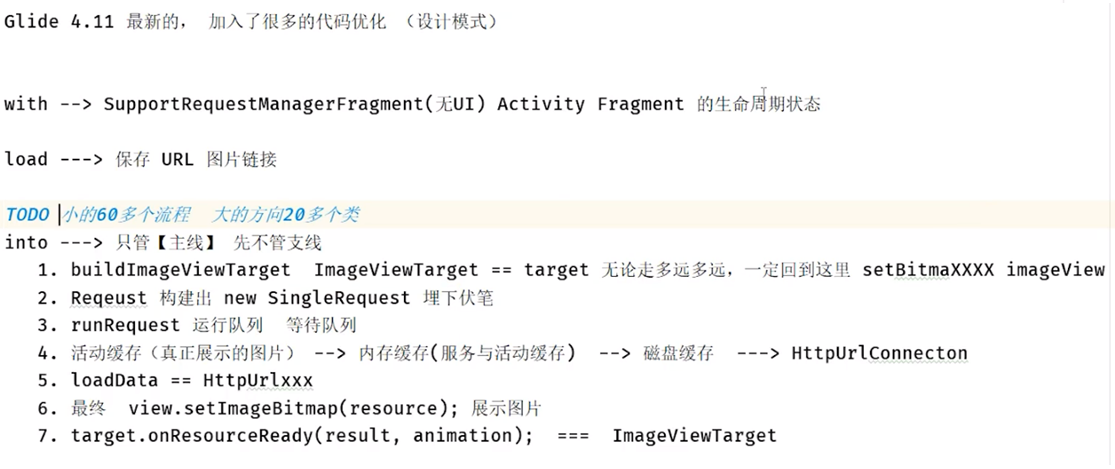 Glide 4.11 最新的， 加入了很多的代码优化 （设计模式）
with --> SupportRequestManagerFragment(无UI) Activity Fragment 的生命周期状态
load ---> 保存 URL 图片链接
TODO 小的60多个流程 大的方向20多个类
into ---> 只管【主线】 先不管支线
1. buildImageViewTarget ImageViewTarget == target 无论走多远多远，一定回到这里 setBitmaXXXX imageView
2. Reqeust 构建出 new SingleRequest 埋下伏笔
3. runRequest 运行队列 等待队列
4. 活动缓存（真正展示的图片） --> 内存缓存(服务与活动缓存) --> 磁盘缓存 ---> HttpUrlConnecton
5. loadData == HttpUrlxxx
6. 最终 view.setImageBitmap(resource); 展示图片
7. target.onResourceReady(result, animation); === ImageViewTarget